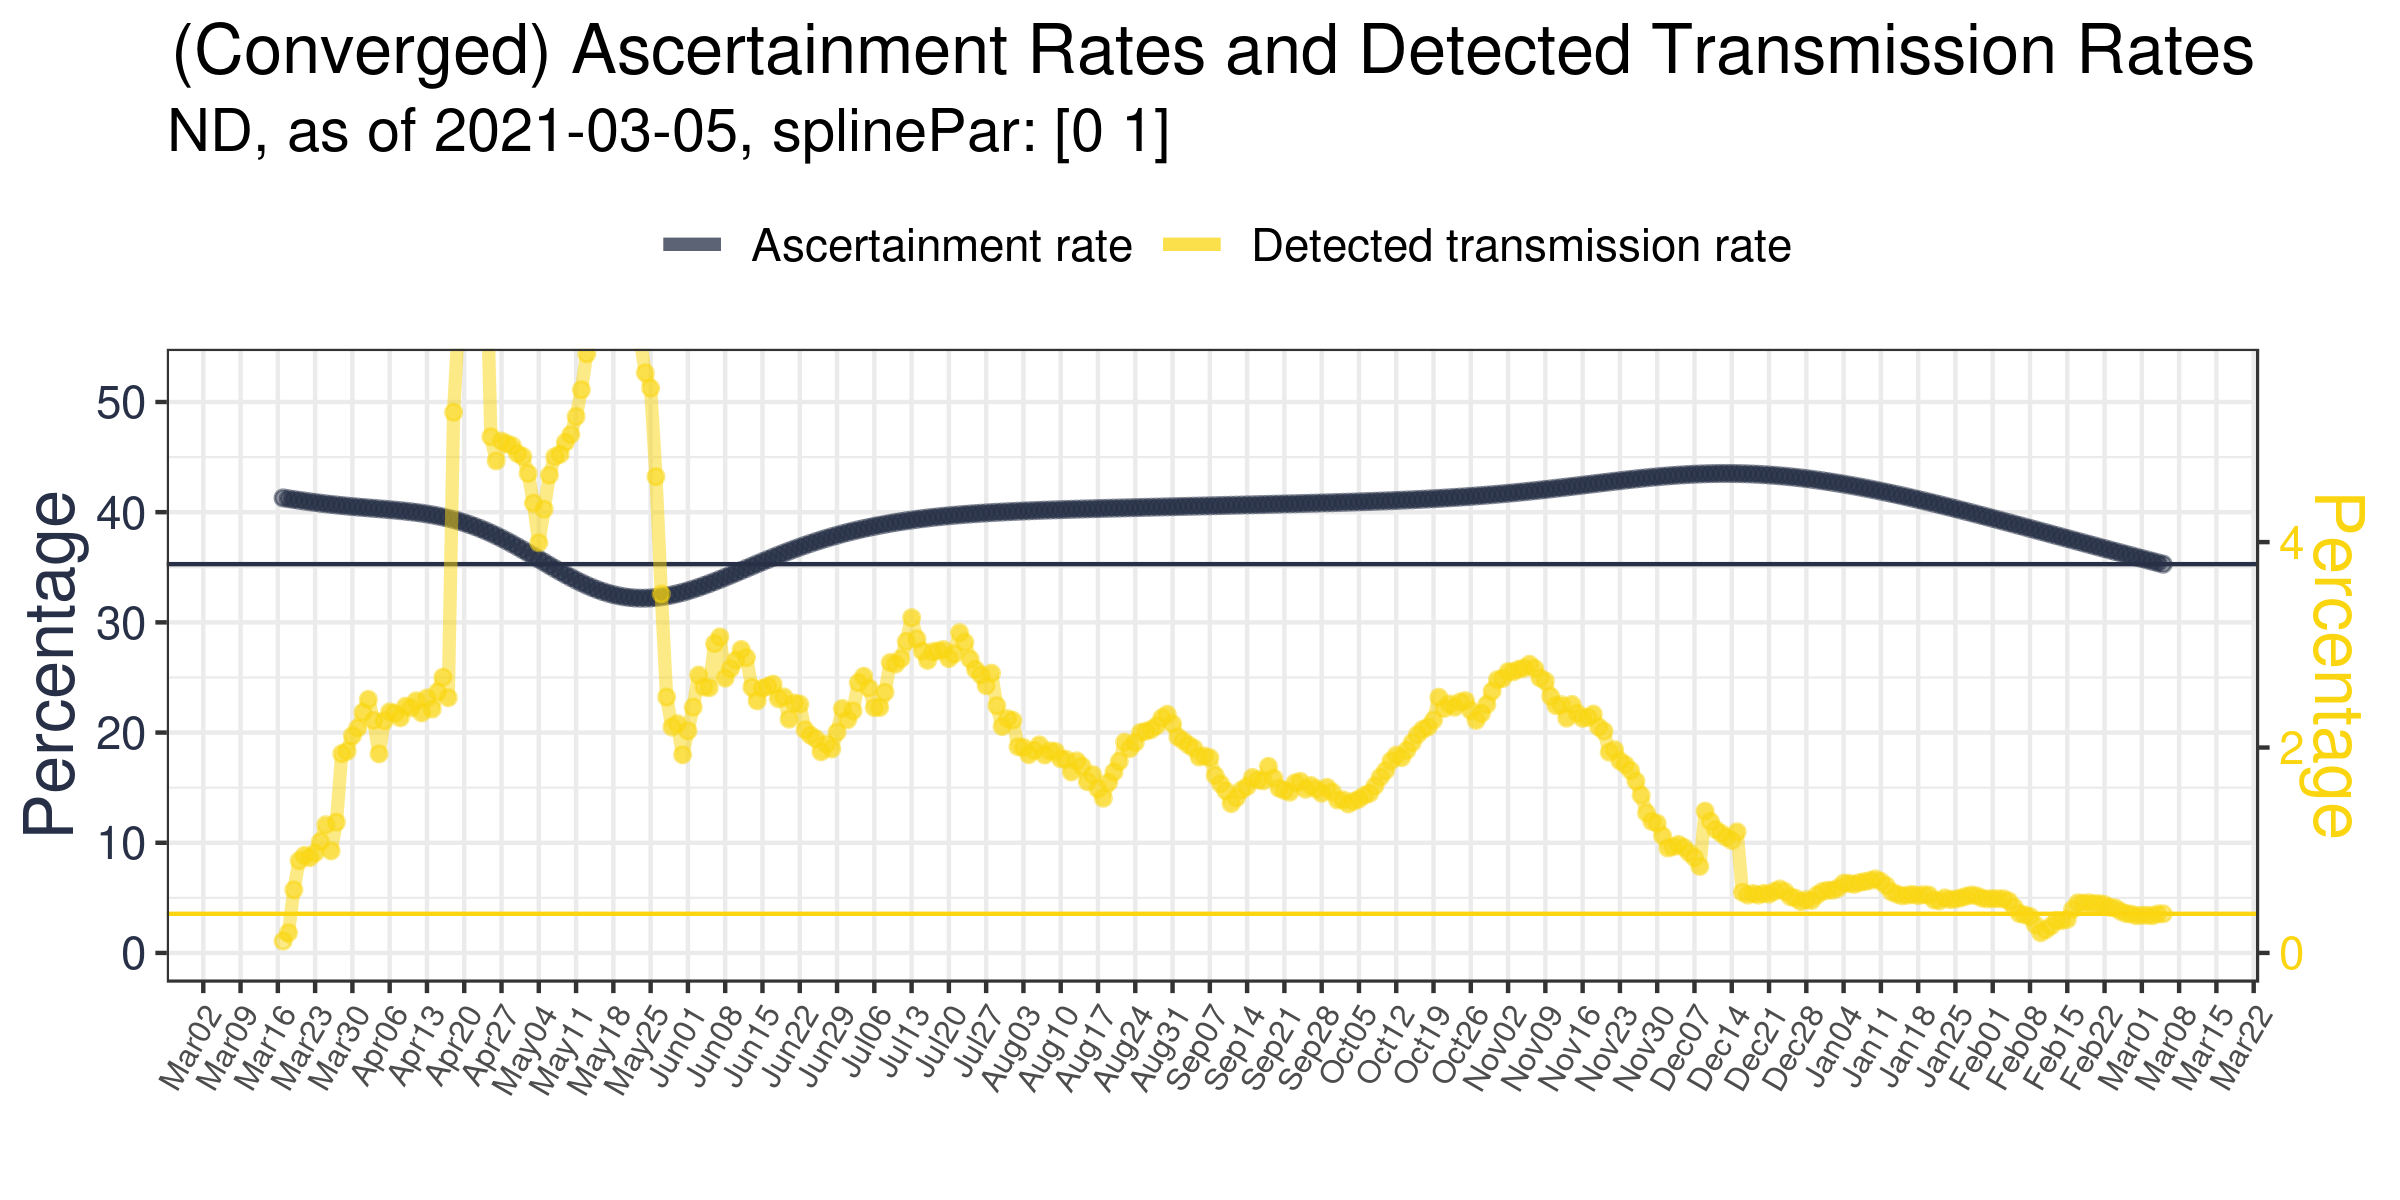 (Converged) Ascertainment Rates and Detected Transmission Rates
ND, as of 2021-03-05, splinePar: [0 1]
Ascertainment rate
Detected transmission rate
Percentage
50
40
30
20
10
0
4
2
0
Percentage
Mar02
Mar09
Mar16
Mar23
Mar30
Apr06
Apr13
Apr20
Apr27
May04
May11
May18
May25
Jun01
Jun08
Jun15
Jun22
Jun29
Jul06
Jul13
Jul20
Jul27
Aug03
Aug10
Aug17
Aug24
Aug31
Sep07
Sep14
Sep21
Sep28
Oct05
Oct12
Oct19
Oct26
Nov02
Nov09
Nov16
Nov23
Nov30
Dec07
Dec14
Dec21
Dec28
Jan04
Jan11
Jan18
Jan25
Feb01
Feb08
Feb15
Feb22
Mar01
Mar08
Mar15
Mar22